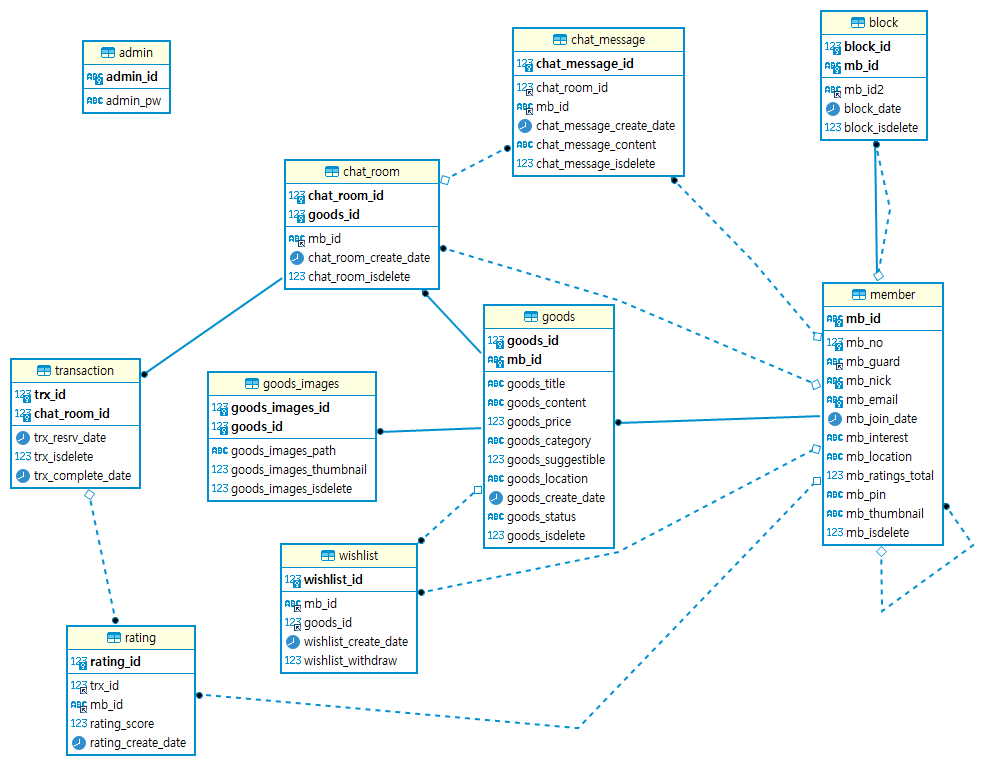 admin
admin_id
admin_pw
chat_message
chat_message_id
chat_room_id
mb_id
chat_message_create_date
chat_message_content
chat_message_isdelete
block
block_id
mb_id
mb_id2
block_date
block_isdelete
chat_room
chat_room_id
goods_id
mb_id
chat_room_create_date
chat_room_isdelete
goods
goods_id
mb_id
goods_title
goods_content
goods_price
goods_category
goods_suggestible
goods_location
goods_create_date
goods_status
goods_isdelete
member
mb_id
mb_no
mb_guard
mb_nick
mb_email
mb_join_date
mb_interest
mb_location
mb_ratings_total
mb_pin
mb_thumbnail
mb_isdelete
transaction
trx_id
chat_room_id
trx_resrv_date
trx_isdelete
trx_complete_date
goods_images
goods_images_id
goods_id
goods_images_path
goods_images_thumbnail
goods_images_isdelete
wishlist
wishlist_id
mb_id
goods_id
wishlist_create_date
wishlist_withdraw
rating
rating_id
trx_id
mb_id
rating_score
rating_create_date